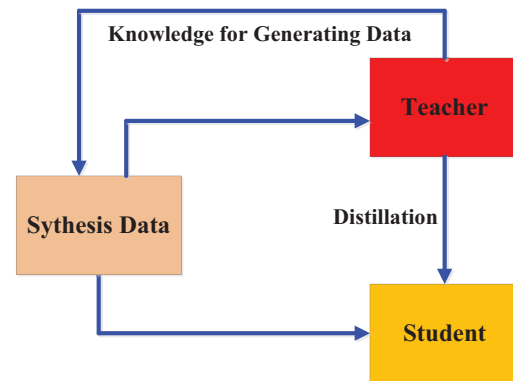 Knowledge for Generating Data
Teacher
Sythesis Data
Distillation
Student